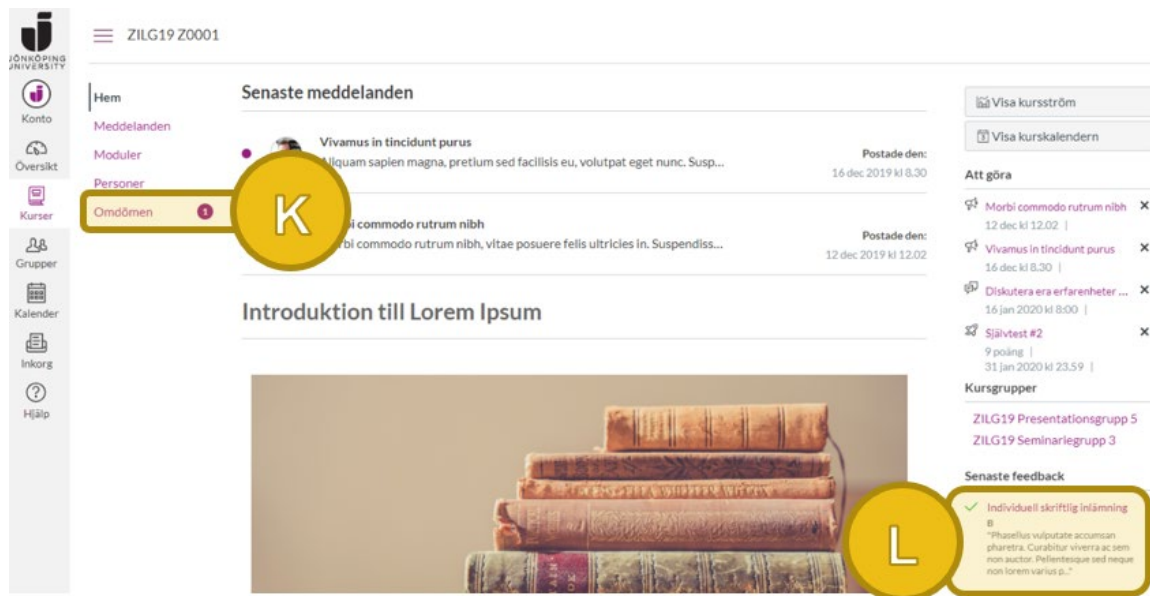 JÖNKÖPING
UNIVERSITY
Konto
Översikt
Kurser
Grupper
Kalender
Inkorg
Hjälp
ZILG19 Z0001
Hem
Meddelanden
Moduler
Personer
Omdömen 1
K
Senaste meddelanden
Vivamus in tincidunt purus
Aliquam sapien magna, pretium sed facilisis eu, volutpat eget nunc. Susp...
Postade den:
16 dec 2019 kl 8.30
commodo rutrum nibh
commodo rutrum nibh, vitae posuere felis ultricies in. Suspendiss...
Postade den:
12 dec 2019 kl 12.02
Introduktion till Lorem Ipsum
Visa kursström
Visa kurskalendern
Att göra
Morbi commodo rutrum nibh
12 dec kl 12.02 |
Vivamus in tincidunt purus
16 dec kl 8.30 |
Diskutera era erfarenheter ...
16 jan 2020 kl 8:00 |
Självtest #2
9 poäng |
31 jan 2020 kl 23.59 |
Kursgrupper
ZILG19 Presentationsgrupp 5
ZILG19 Seminariegrupp 3
Senaste feedback
L
Individuell skriftlig inlämning
B
"Phasellus vulputate accumsan
pharetra. Curabitur viverra ac sem
non auctor. Pellentesque sed neque
non lorem varius p..."